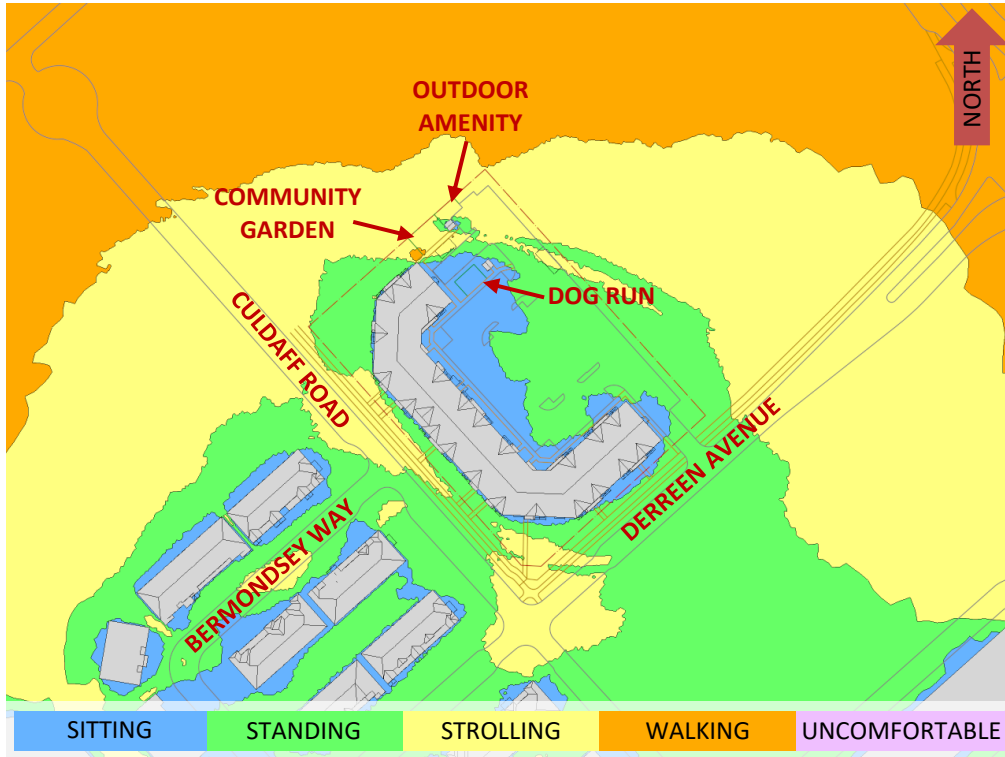 NORTH
OUTDOOR
AMENITY
COMMUNITY
GARDEN
DOG RUN
CULDAFF ROAD
DERREEN AVENUE
BERMONDSEY WAY
SITTING
STANDING
STROLLING
WALKING
UNCOMFORTABLE